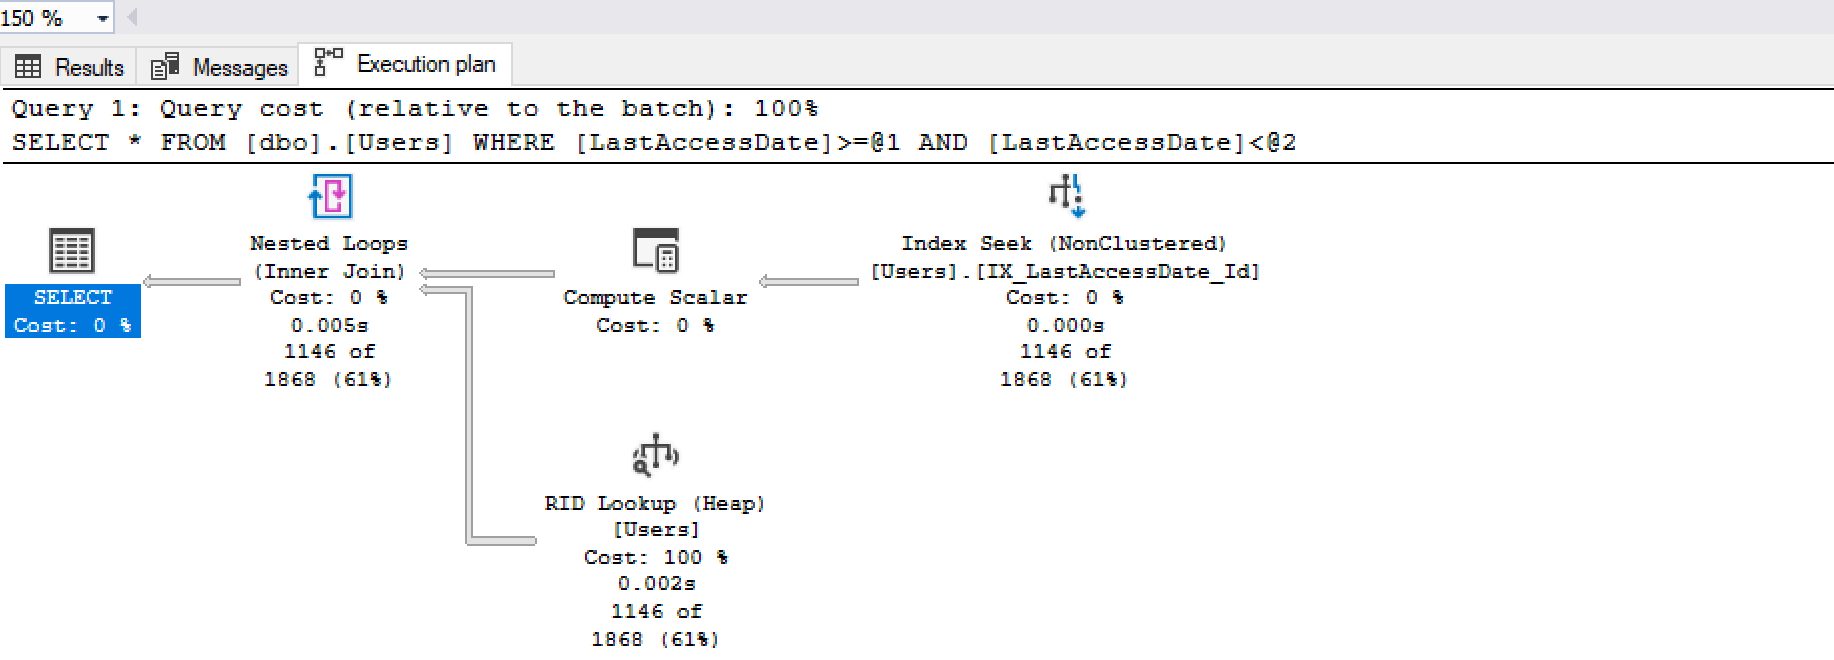 150 %
Results
Messages
Execution plan
Query 1: Query cost (relative to the batch): 100%
SELECT * FROM [dbo].[Users] WHERE [LastAccessDate]>=@1 AND [LastAccessDate]<@2
SELECT
Cost: 0 %
Nested Loops
(Inner Join)
Cost: 0 %
0.005s
1146 of
1868 (61%)
Compute Scalar
Cost: 0 %
Index Seek (NonClustered)
[Users].[IX_LastAccessDate_Id]
Cost: 0 %
0.000s
1146 of
1868 (61%)
RID Lookup (Heap)
[Users]
Cost: 100 %
0.002s
1146 of
1868 (61%)